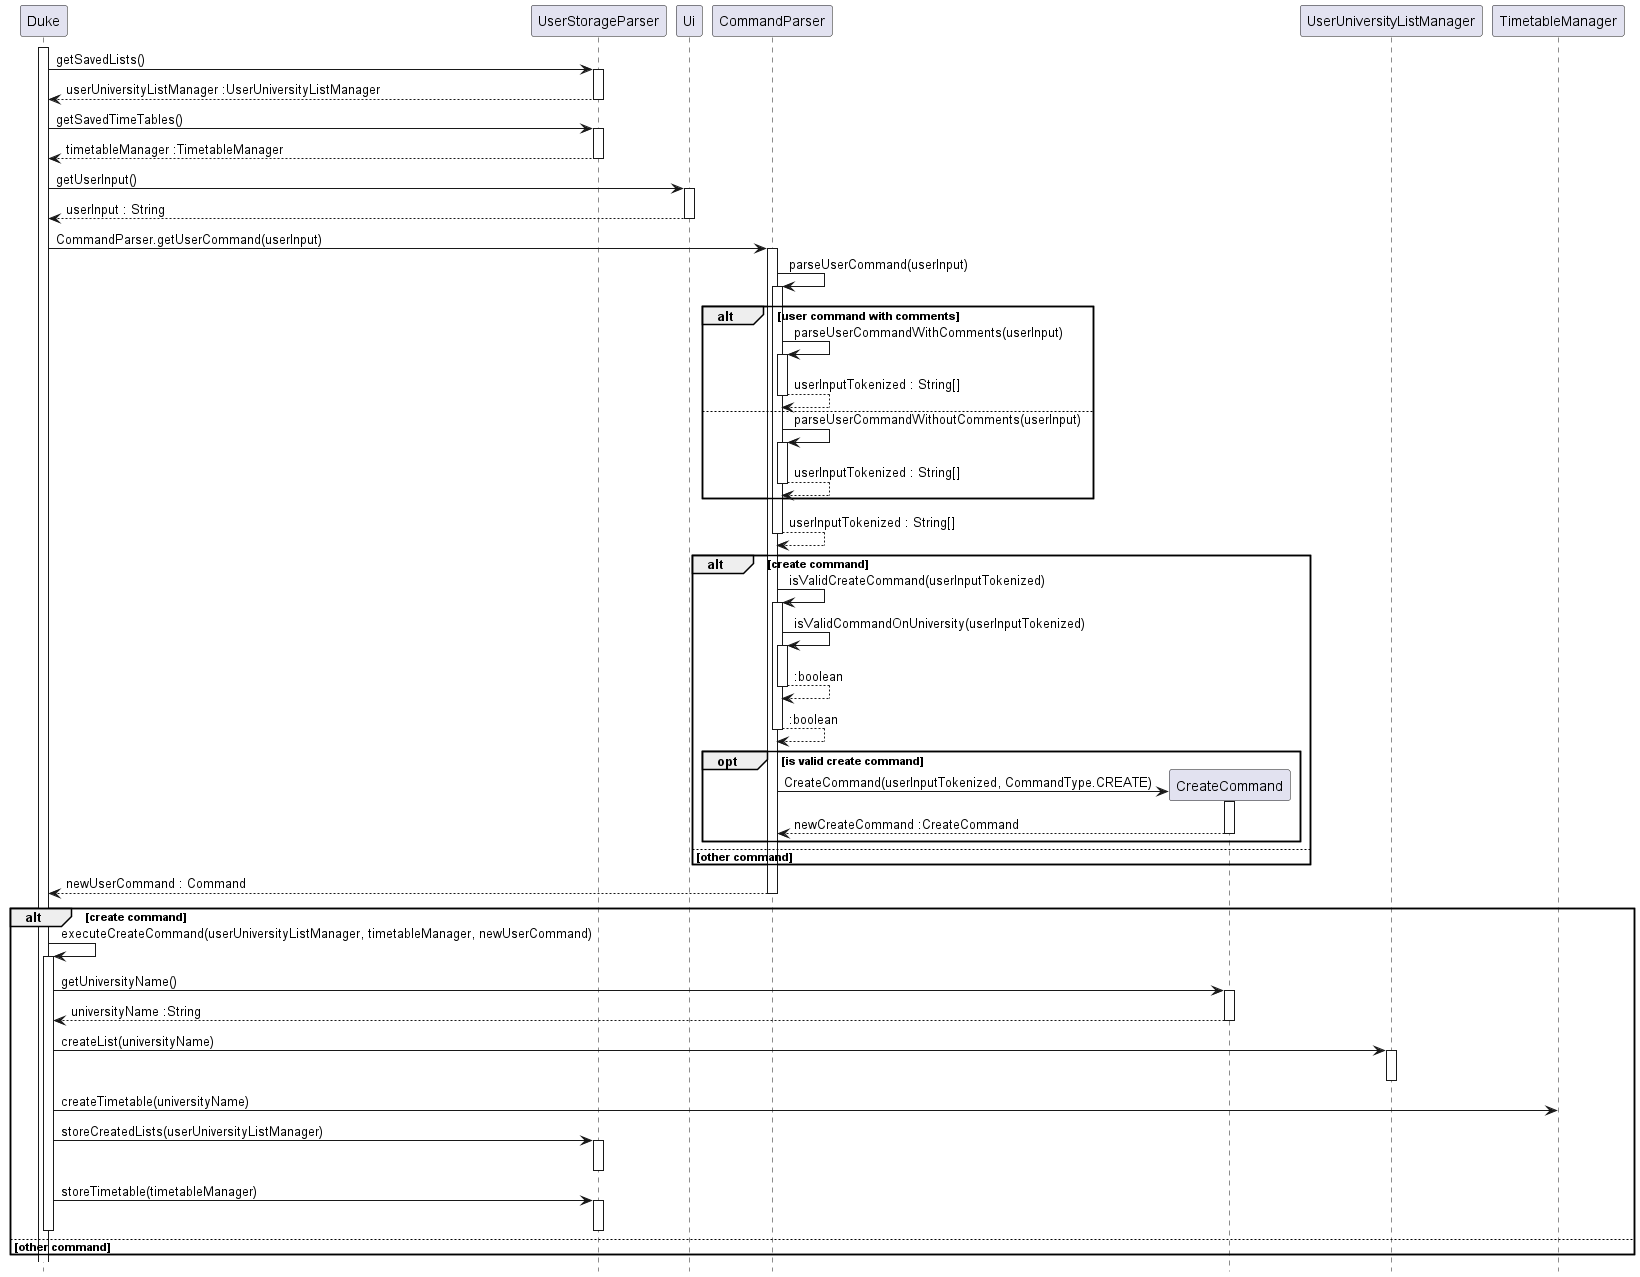 Duke
UserStorageParser
Ui
CommandParser
UserUniversityListManager
TimetableManager
getSavedLists()
userUniversityListManager :UserUniversityListManager
getSavedTimeTables()
timetableManager :TimetableManager
getUserInput()
userInput : String
CommandParser.getUserCommand(userInput)
parseUserCommand(userInput)
alt [user command with comments]
parseUserCommandWithComments(userInput)
userInputTokenized : String[]
parseUserCommandWithoutComments(userInput)
userInputTokenized : String[]
userInputTokenized : String[]
alt [create command]
isValidCreateCommand(userInputTokenized)
isValidCommandOnUniversity(userInputTokenized)
:boolean
:boolean
opt [is valid create command]
CreateCommand(userInputTokenized, CommandType.CREATE)
CreateCommand
newCreateCommand :CreateCommand
[other command]
newUserCommand : Command
alt [create command]
executeCreateCommand(userUniversityListManager, timetableManager, newUserCommand)
getUniversityName()
universityName :String
createList(universityName)
createTimetable(universityName)
storeCreatedLists(userUniversityListManager)
storeTimetable(timetableManager)
[other command]